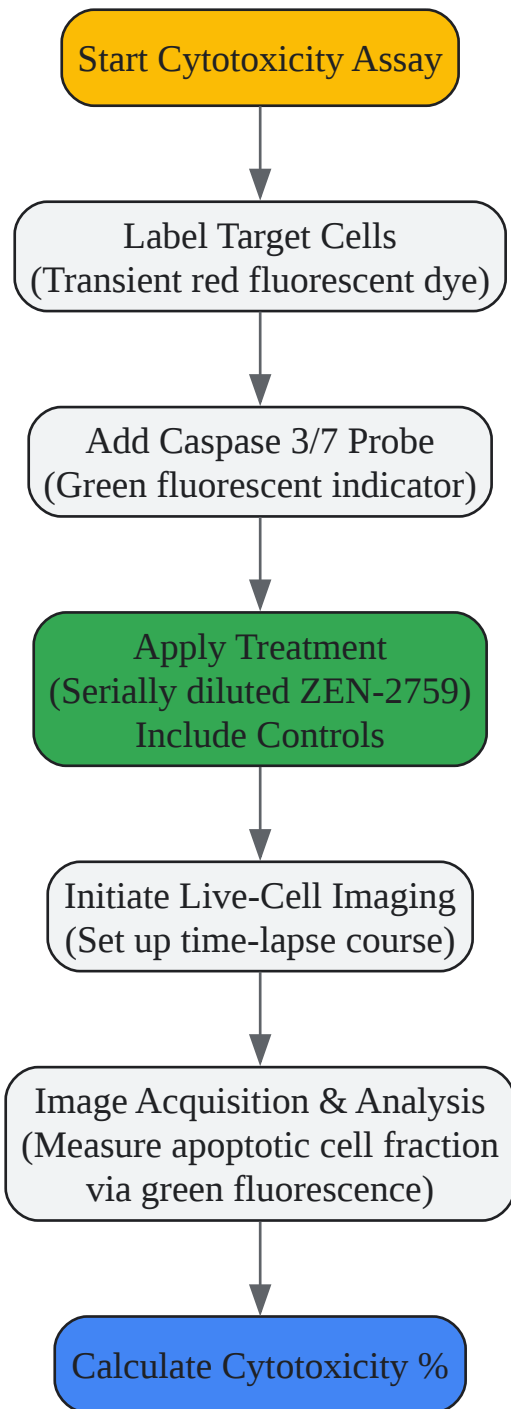 Start Cytotoxicity Assay
Label Target Cells
(Transient red fluorescent dye)
Add Caspase 3/7 Probe
(Green fluorescent indicator)
Apply Treatment
(Serially diluted ZEN-2759)
Include Controls
Initiate Live-Cell Imaging
(Set up time-lapse course)
Image Acquisition & Analysis
(Measure apoptotic cell fraction
via green fluorescence)
Calculate Cytotoxicity %